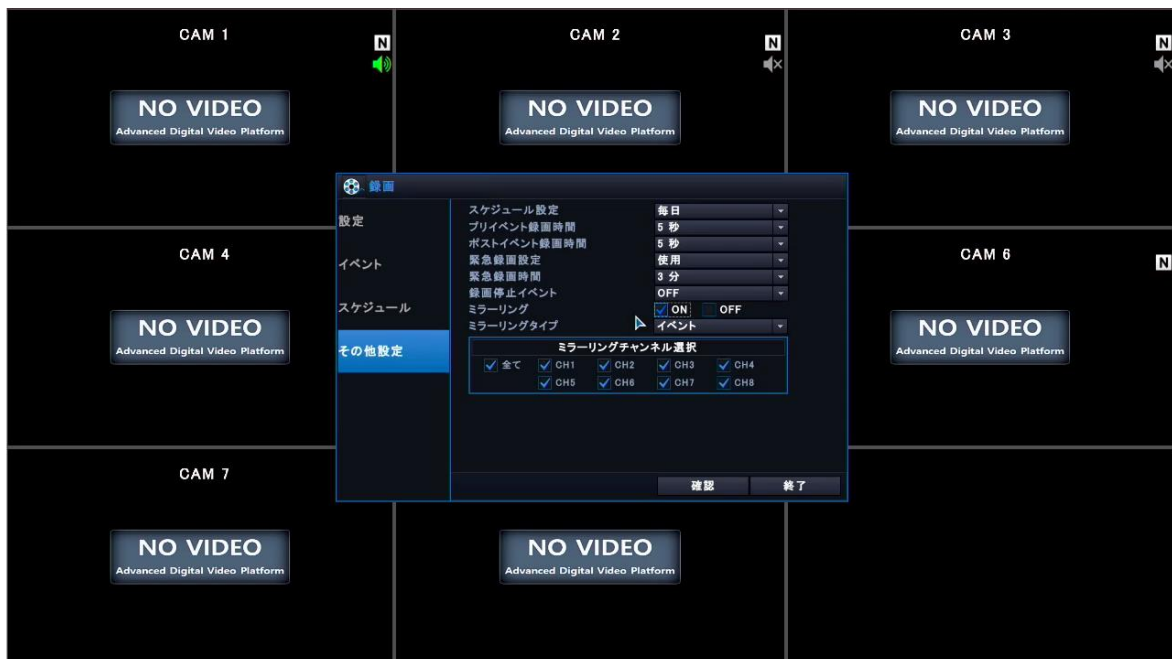 CAM 1
N
NO VIDEO
Advanced Digital Video Platform
CAM 2
N
NO VIDEO
Advanced Digital Video Platform
CAM 3
N
NO VIDEO
Advanced Digital Video Platform
録画
設定
イベント
スケジュール
その他設定
スケジュール設定 毎日
プリイベント録画時間 5 秒
ポストイベント録画時間 5 秒
緊急録画設定 使用
緊急録画時間 3 分
録画停止イベント OFF
ミラーリング ON OFF
ミラーリングタイプ イベント
ミラーリングチャンネル選択
全て CH1 CH2 CH3 CH4
CH5 CH6 CH7 CH8
確認 終了
CAM 4
NO VIDEO
Advanced Digital Video Platform
CAM 6
N
NO VIDEO
Advanced Digital Video Platform
CAM 7
NO VIDEO
Advanced Digital Video Platform
NO VIDEO
Advanced Digital Video Platform